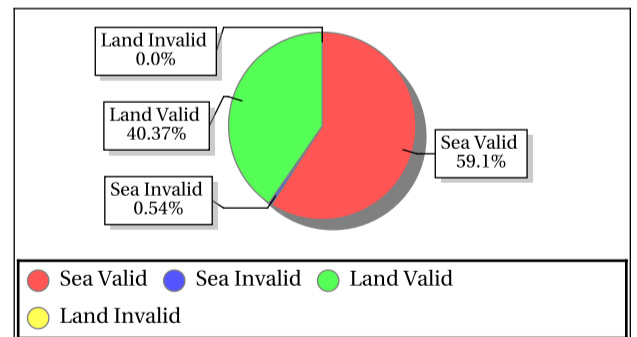 Land Invalid
0.0%
Land Valid
40.37%
Sea Valid
59.1%
Sea Invalid
0.54%
Sea Valid Sea Invalid Land Valid
Land Invalid